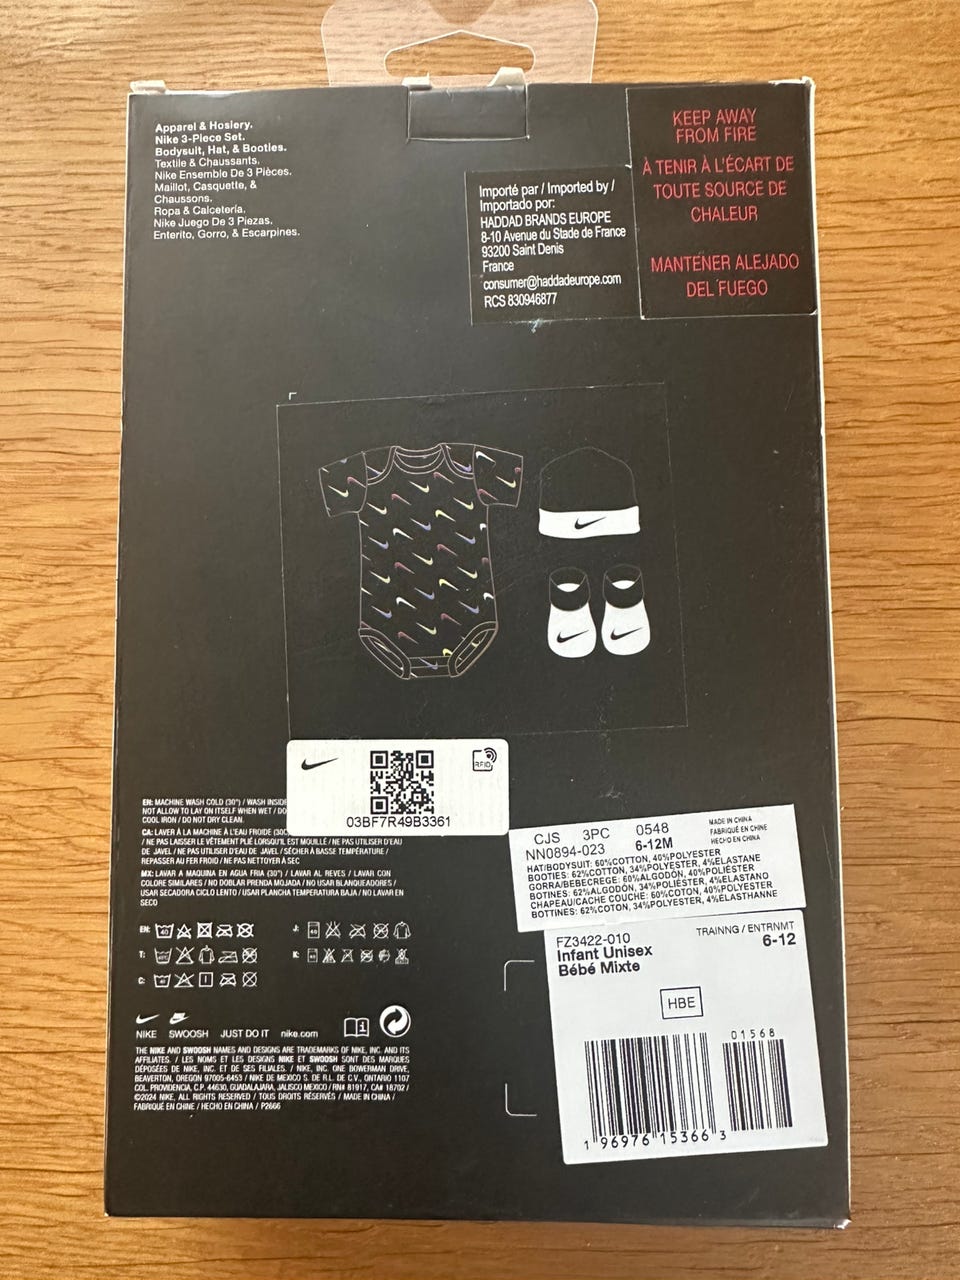 Apparel & Hosiery.
Nike 3-Piece Set.
Bodysuit, Hat, & Booties.
Textile & Chaussants.
Nike Ensemble De 3 Pièces.
Maillot, Casquette, &
Chaussons.
Ropa & Calcetería.
Nike Juego De 3 Piezas.
Enterito, Gorro, & Escarpines.
Importé par / Imported by /
Importado por:
HADDAD BRANDS EUROPE
8-10 Avenue du Stade de France
93200 Saint Denis
France
consumer@haddadeurope.com
RCS 830946877
KEEP AWAY
FROM FIRE
À TENIR À L'ÉCART DE
TOUTE SOURCE DE
CHALEUR
MANTENER ALEJADO
DEL FUEGO
RFID
03BF7R49B3361
EN: MACHINE WASH COLD (30°) / WASH INSIDE
NOT ALLOW TO LAY ON ITSELF WHEN WET / DO
COOL IRON / DO NOT DRY CLEAN.
CA: LAVER À LA MACHINE À L'EAU FROIDE (30C
/ NE PAS LAISSER LE VÊTEMENT PLIÉ LORSQU'IL EST MOUILLÉ / NE PAS UTILISER D'EAU
DE JAVEL / NE PAS UTILISER D'EAU DE JAVEL / SÉCHER À BASSE TEMPÉRATURE /
REPASSER AU FER FROID / NE PAS NETTOYER À SEC
MX: LAVAR A MAQUINA EN AGUA FRIA (30°) / LAVAR AL REVES / LAVAR CON
COLORE SIMILARES / NO DOBLAR PRENDA MOJADA / NO USAR BLANQUEADORES /
USAR SECADORA CICLO LENTO / USAR PLANCHA TEMPERATURA BAJA / NO LAVAR EN
SECO
EN:
J:
T:
K:
C:
NIKE SWOOSH JUST DO IT nike.com
THE NIKE AND SWOOSH NAMES AND DESIGNS ARE TRADEMARKS OF NIKE, INC. AND ITS
AFFILIATES. / LES NOMS ET LES DESIGNS NIKE ET SWOOSH SONT DES MARQUES
DÉPOSÉES DE NIKE, INC. ET DE SES FILIALES. / NIKE, INC. ONE BOWERMAN DRIVE,
BEAVERTON, OREGON 97005-6453 / NIKE DE MEXICO S. DE R.L. DE C.V., ONTARIO 1107
COL. PROVIDENCIA, C.P. 44630, GUADALAJARA, JALISCO MEXICO / RN# 81917, CA# 18702 /
©2024 NIKE, ALL RIGHTS RESERVED / TOUS DROITS RÉSERVÉS / MADE IN CHINA /
FABRIQUÉ EN CHINE / HECHO EN CHINA / P2666
CJS 3PC 0548
NN0894-023 6-12M
MADE IN CHINA
FABRIQUÉ EN CHINE
HECHO EN CHINA
HAT/BODYSUIT: 60%COTTON, 40%POLYESTER
BOOTIES: 62%COTTON, 34%POLYESTER, 4%ELASTANE
GORRA/BEBECREGE: 60%ALGODÓN, 40%POLIÉSTER
BOTINES: 62%ALGODÓN, 34%POLIÉSTER, 4%ELASTANO
CHAPEAU/CACHE COUCHE: 60%COTON, 40%POLYESTER
BOTTINES: 62%COTON, 34%POLYESTER, 4%ELASTHANNE
FZ3422-010 TRAINNG / ENTRNMT
Infant Unisex 6-12
Bébé Mixte
HBE
01568
1 96976 15366 3